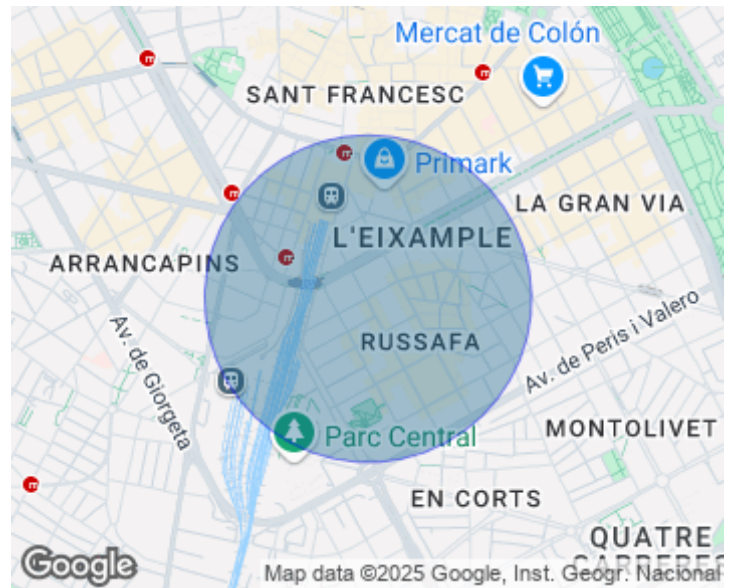 Mercat de Colón
SANT FRANCESC
Primark
LA GRAN VIA
L'EIXAMPLE
ARRANCAPINS
RUSSAFA
Av. de Peris i Valero
Av. de Giorgeta
Parc Central
MONTOLIVET
EN CORTS
QUATRE
CARRERES
Google
Map data ©2025 Google, Inst. Geogr. Nacional